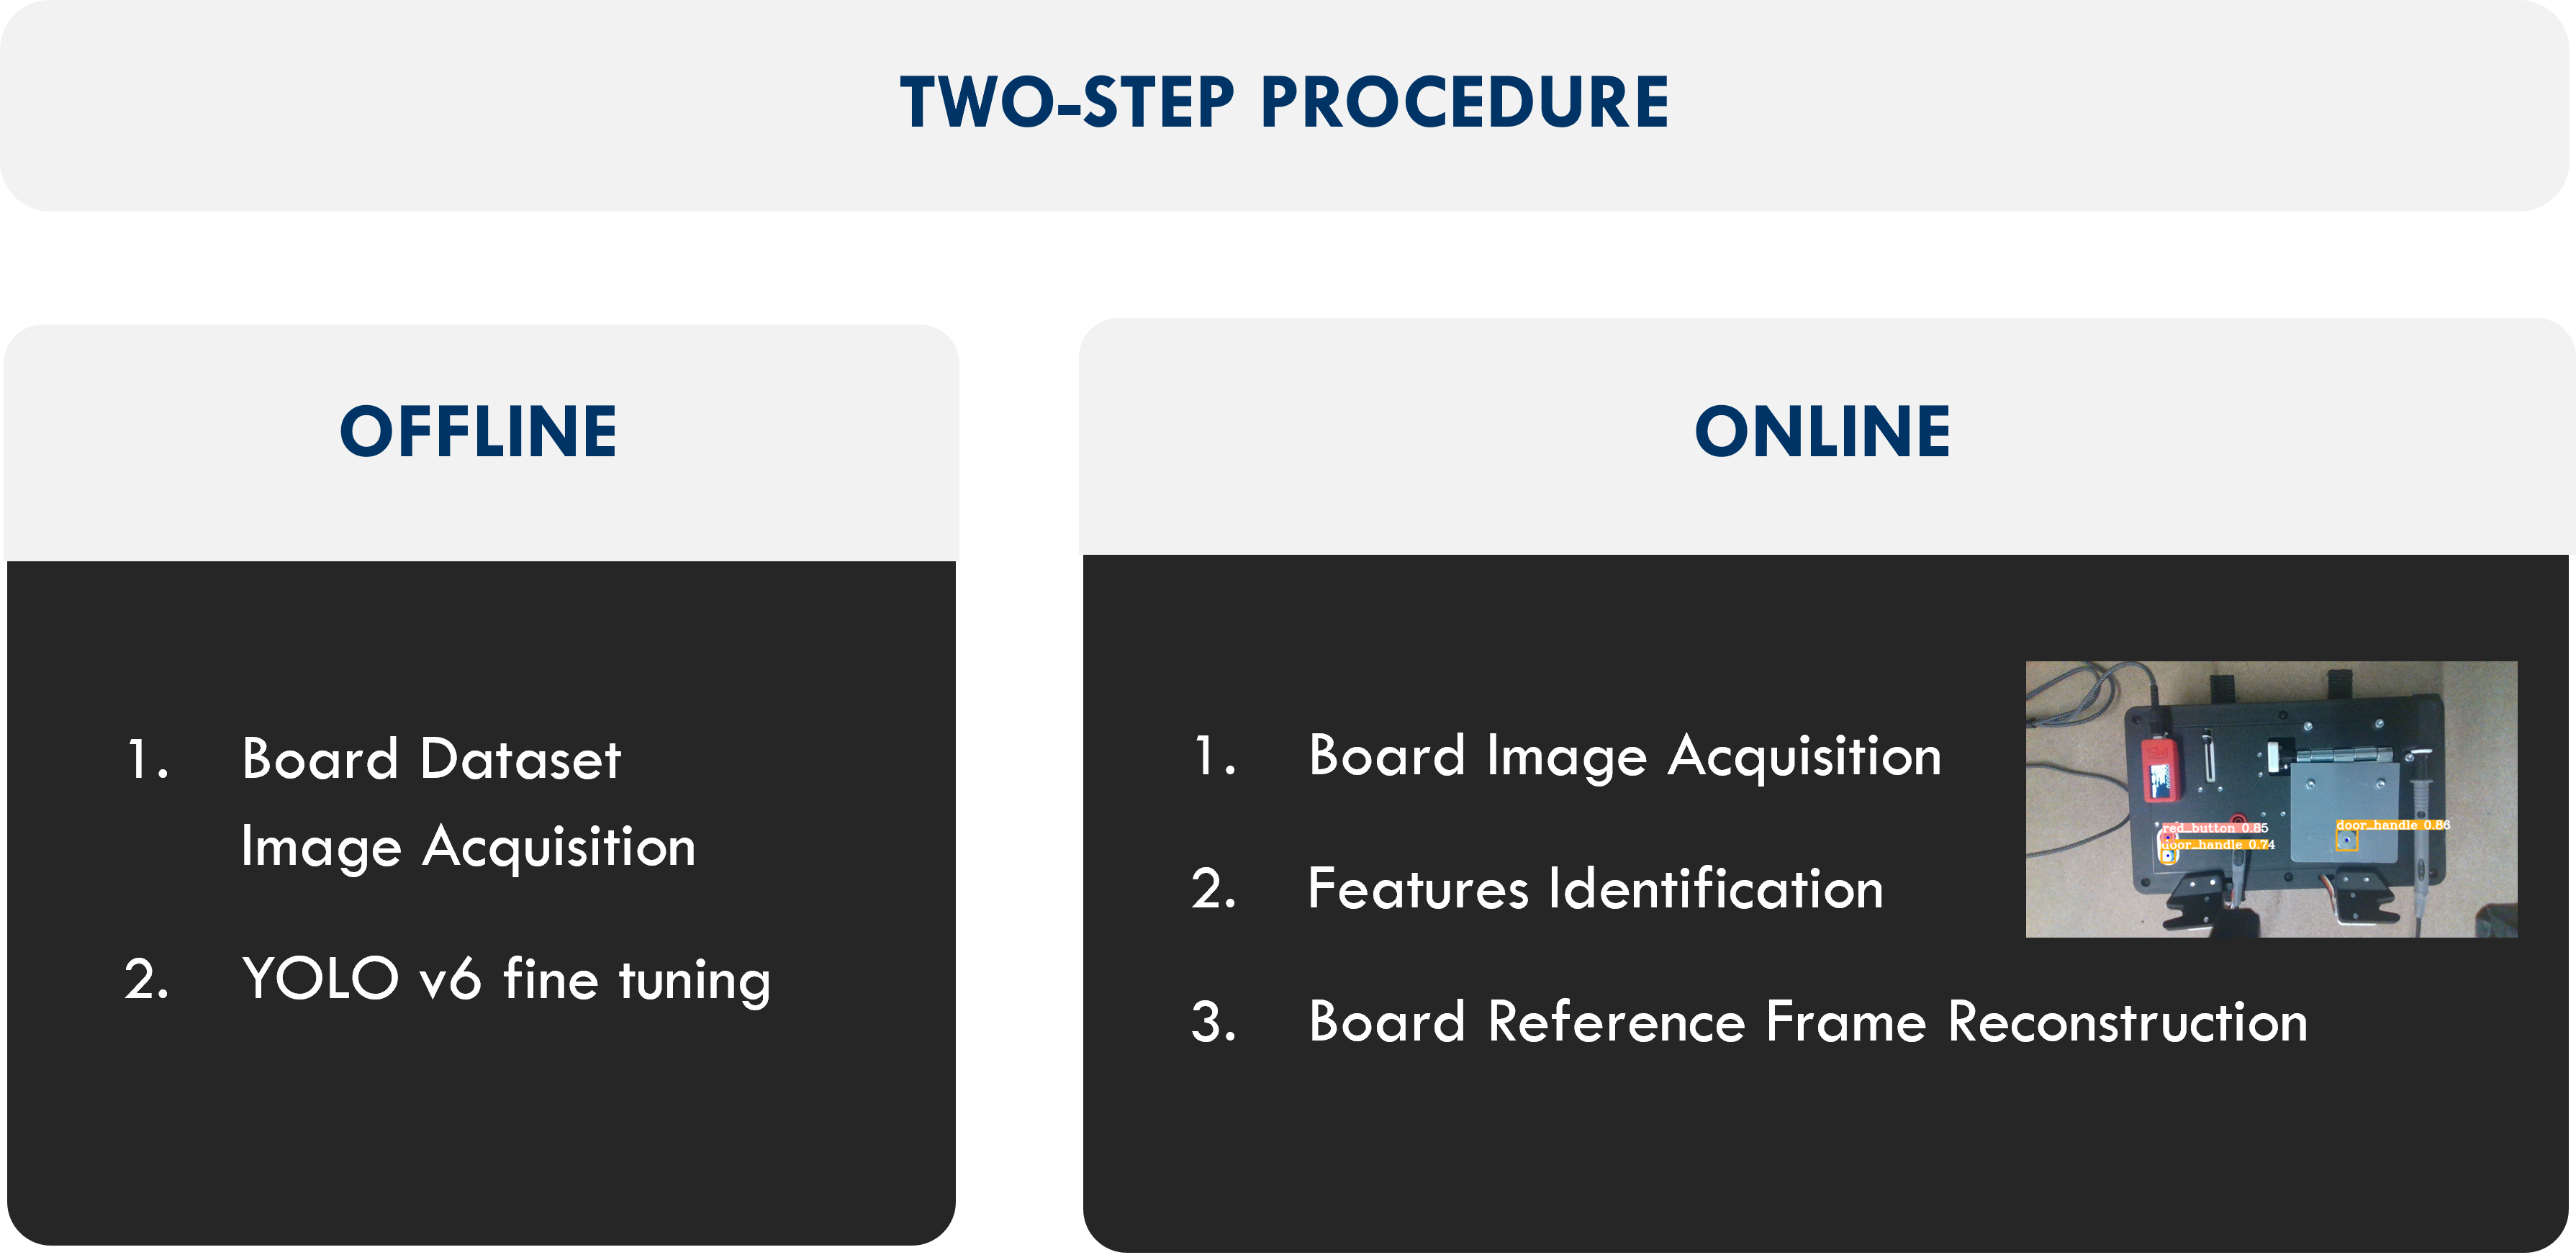 TWO-STEP PROCEDURE
OFFLINE
1. Board Dataset
Image Acquisition
2. YOLO v6 fine tuning
ONLINE
1. Board Image Acquisition
2. Features Identification
3. Board Reference Frame Reconstruction
red_button 0.85
door_handle 0.74
door_handle 0.86